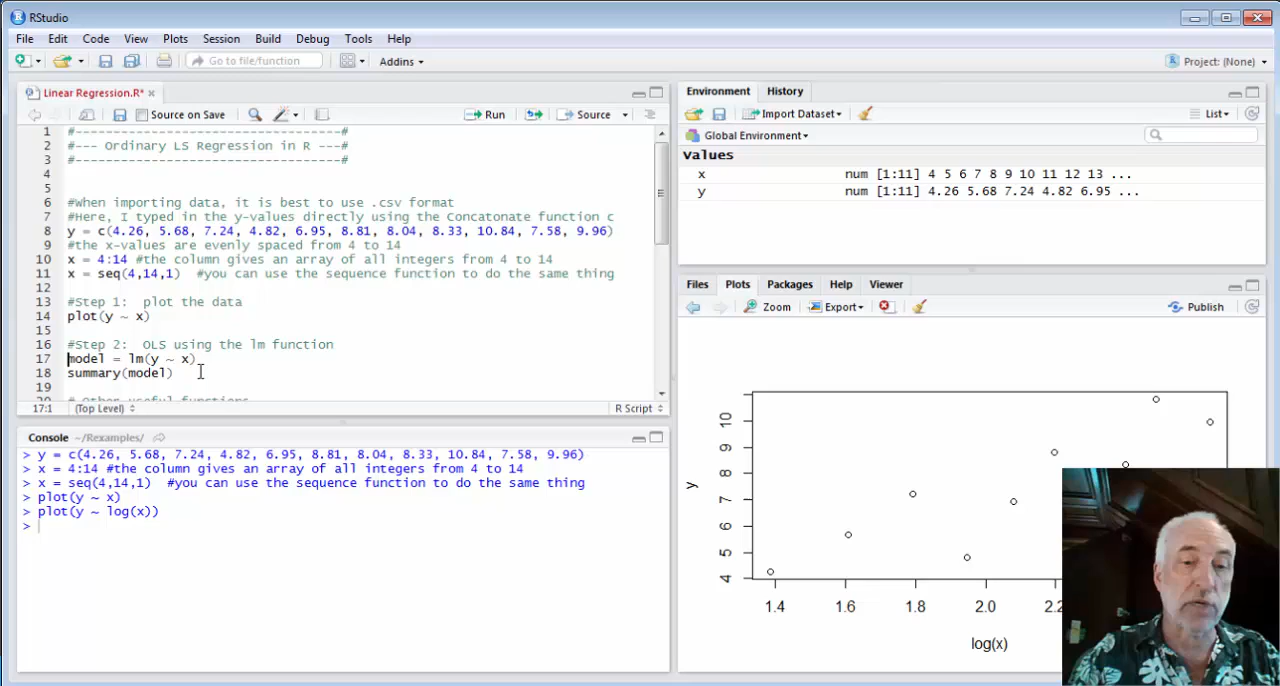 RStudio
File Edit Code View Plots Session Build Debug Tools Help
Go to file/function Addins Project: (None)
Linear Regression.R*
Source on Save Run Source
1 #---------------------------------#
2 #--- Ordinary LS Regression in R ---#
3 #---------------------------------#
4
5
6 #When importing data, it is best to use .csv format
7 #Here, I typed in the y-values directly using the Concatonate function c
8 y = c(4.26, 5.68, 7.24, 4.82, 6.95, 8.81, 8.04, 8.33, 10.84, 7.58, 9.96)
9 #the x-values are evenly spaced from 4 to 14
10 x = 4:14 #the column gives an array of all integers from 4 to 14
11 x = seq(4,14,1)  #you can use the sequence function to do the same thing
12
13 #Step 1:  plot the data
14 plot(y ~ x)
15
16 #Step 2:  OLS using the lm function
17 model = lm(y ~ x)
18 summary(model)
19
# Other useful functions
17:1 (Top Level) R Script
Console ~/Rexamples/
> y = c(4.26, 5.68, 7.24, 4.82, 6.95, 8.81, 8.04, 8.33, 10.84, 7.58, 9.96)
> x = 4:14 #the column gives an array of all integers from 4 to 14
> x = seq(4,14,1)  #you can use the sequence function to do the same thing
> plot(y ~ x)
> plot(y ~ log(x))
>
Environment History
Import Dataset List
Global Environment
Values
x num [1:11] 4 5 6 7 8 9 10 11 12 13 ...
y num [1:11] 4.26 5.68 7.24 4.82 6.95 ...
Files Plots Packages Help Viewer
Zoom Export Publish
10
9
8
7
6
5
4
y
1.4 1.6 1.8 2.0 2.2
log(x)